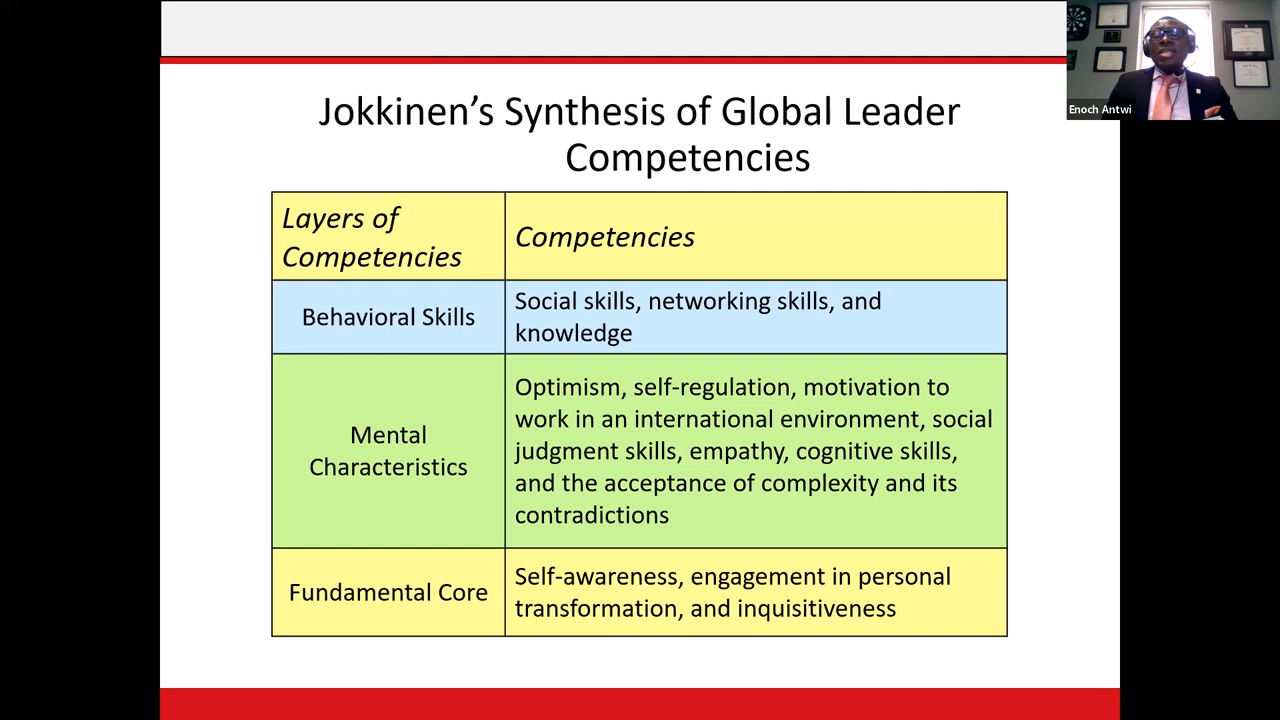 Enoch Antwi
Jokkinen’s Synthesis of Global Leader
Competencies
Layers of
Competencies
Competencies
Behavioral Skills
Social skills, networking skills, and
knowledge
Mental
Characteristics
Optimism, self-regulation, motivation to
work in an international environment, social
judgment skills, empathy, cognitive skills,
and the acceptance of complexity and its
contradictions
Fundamental Core
Self-awareness, engagement in personal
transformation, and inquisitiveness